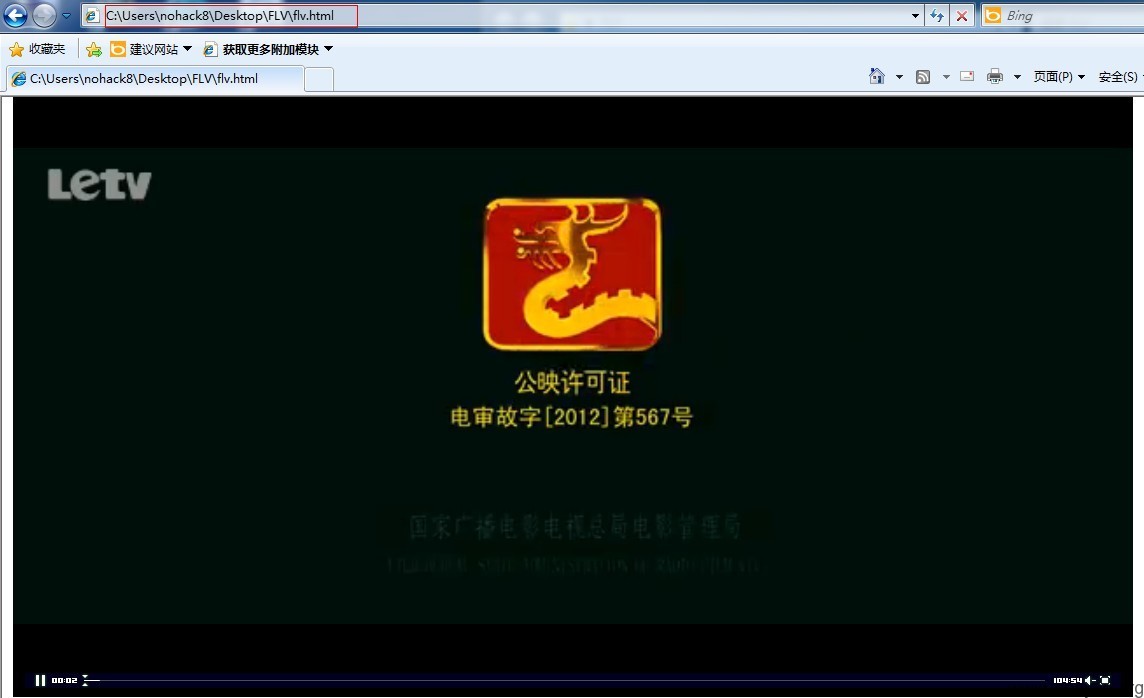 C:\Users\nohack8\Desktop\FLV\flv.html
Bing
收藏夹
建议网站
获取更多附加模块
C:\Users\nohack8\Desktop\FLV\flv.html
页面(P)
安全(S)
Letv
公映许可证
电审故字[2012]第567号
国家广播电影电视总局电影管理局
00:02
104:54